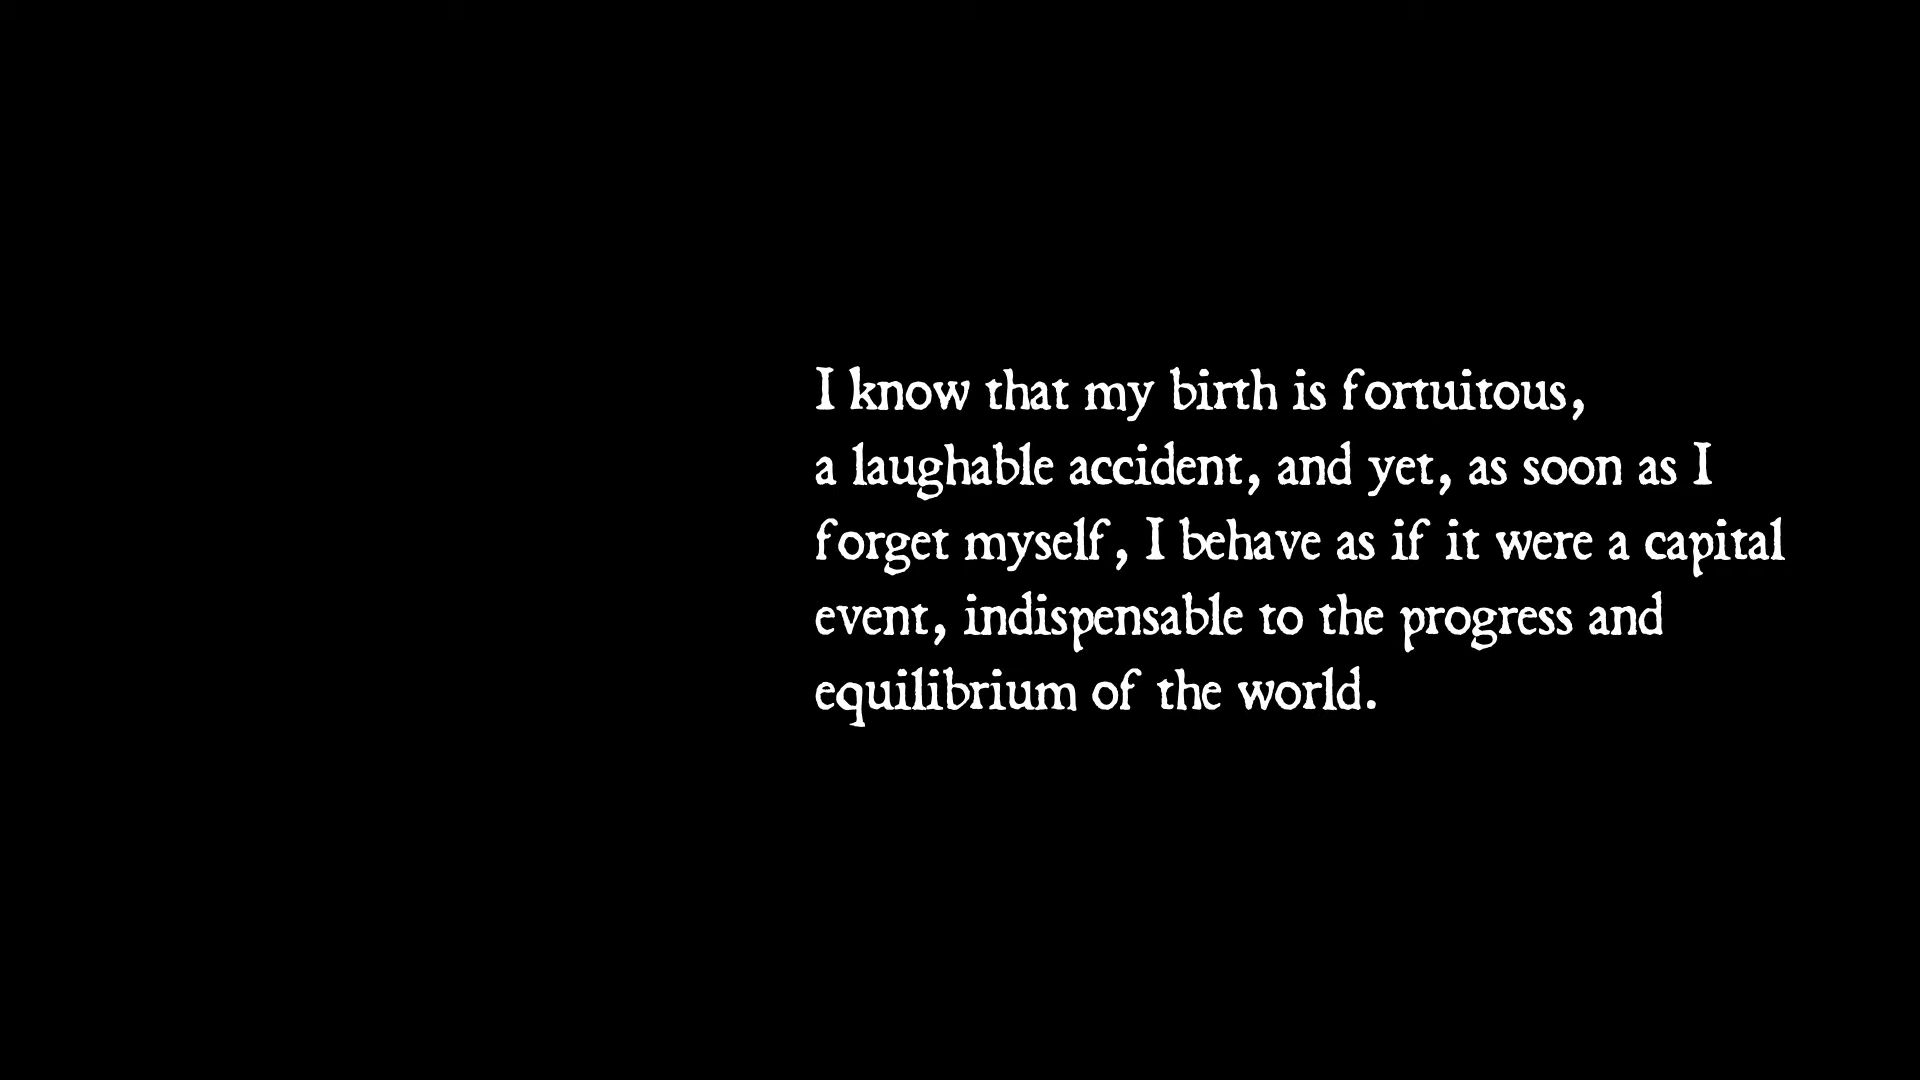 I know that my birth is fortuitous,
a laughable accident, and yet, as soon as I
forget myself, I behave as if it were a capital
event, indispensable to the progress and
equilibrium of the world.